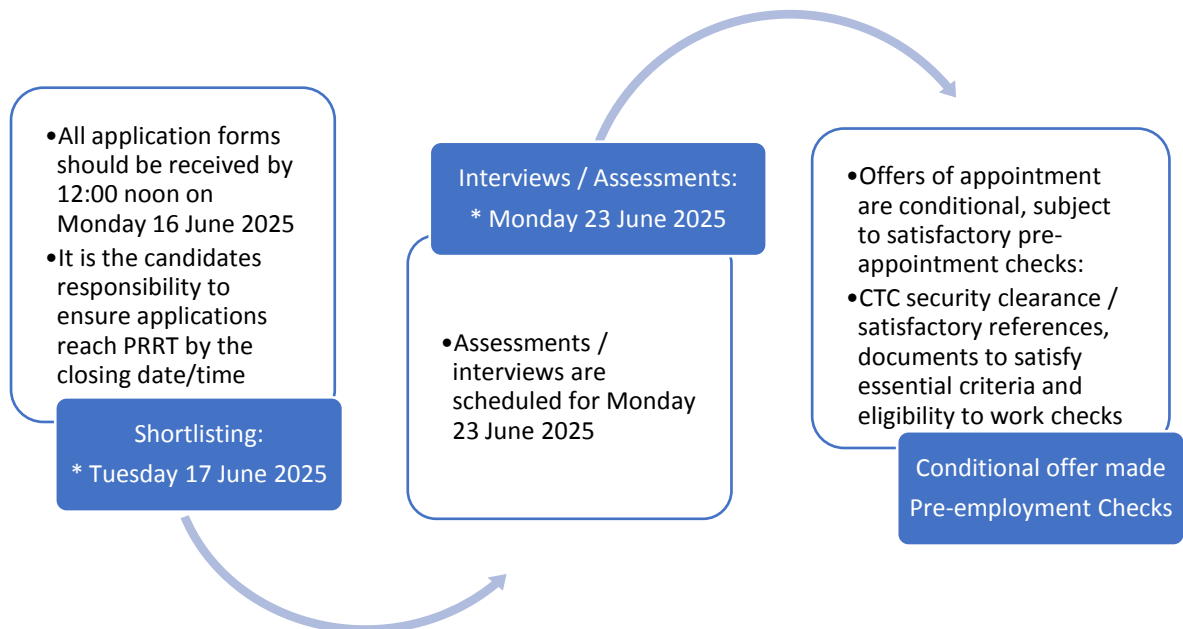 •All application forms
should be received by
12:00 noon on
Monday 16 June 2025
•It is the candidates
responsibility to
ensure applications
reach PRRT by the
closing date/time
Shortlisting:
* Tuesday 17 June 2025
Interviews / Assessments:
* Monday 23 June 2025
•Assessments /
interviews are
scheduled for Monday
23 June 2025
•Offers of appointment
are conditional, subject
to satisfactory pre-
appointment checks:
•CTC security clearance /
satisfactory references,
documents to satisfy
essential criteria and
eligibility to work checks
Conditional offer made
Pre-employment Checks